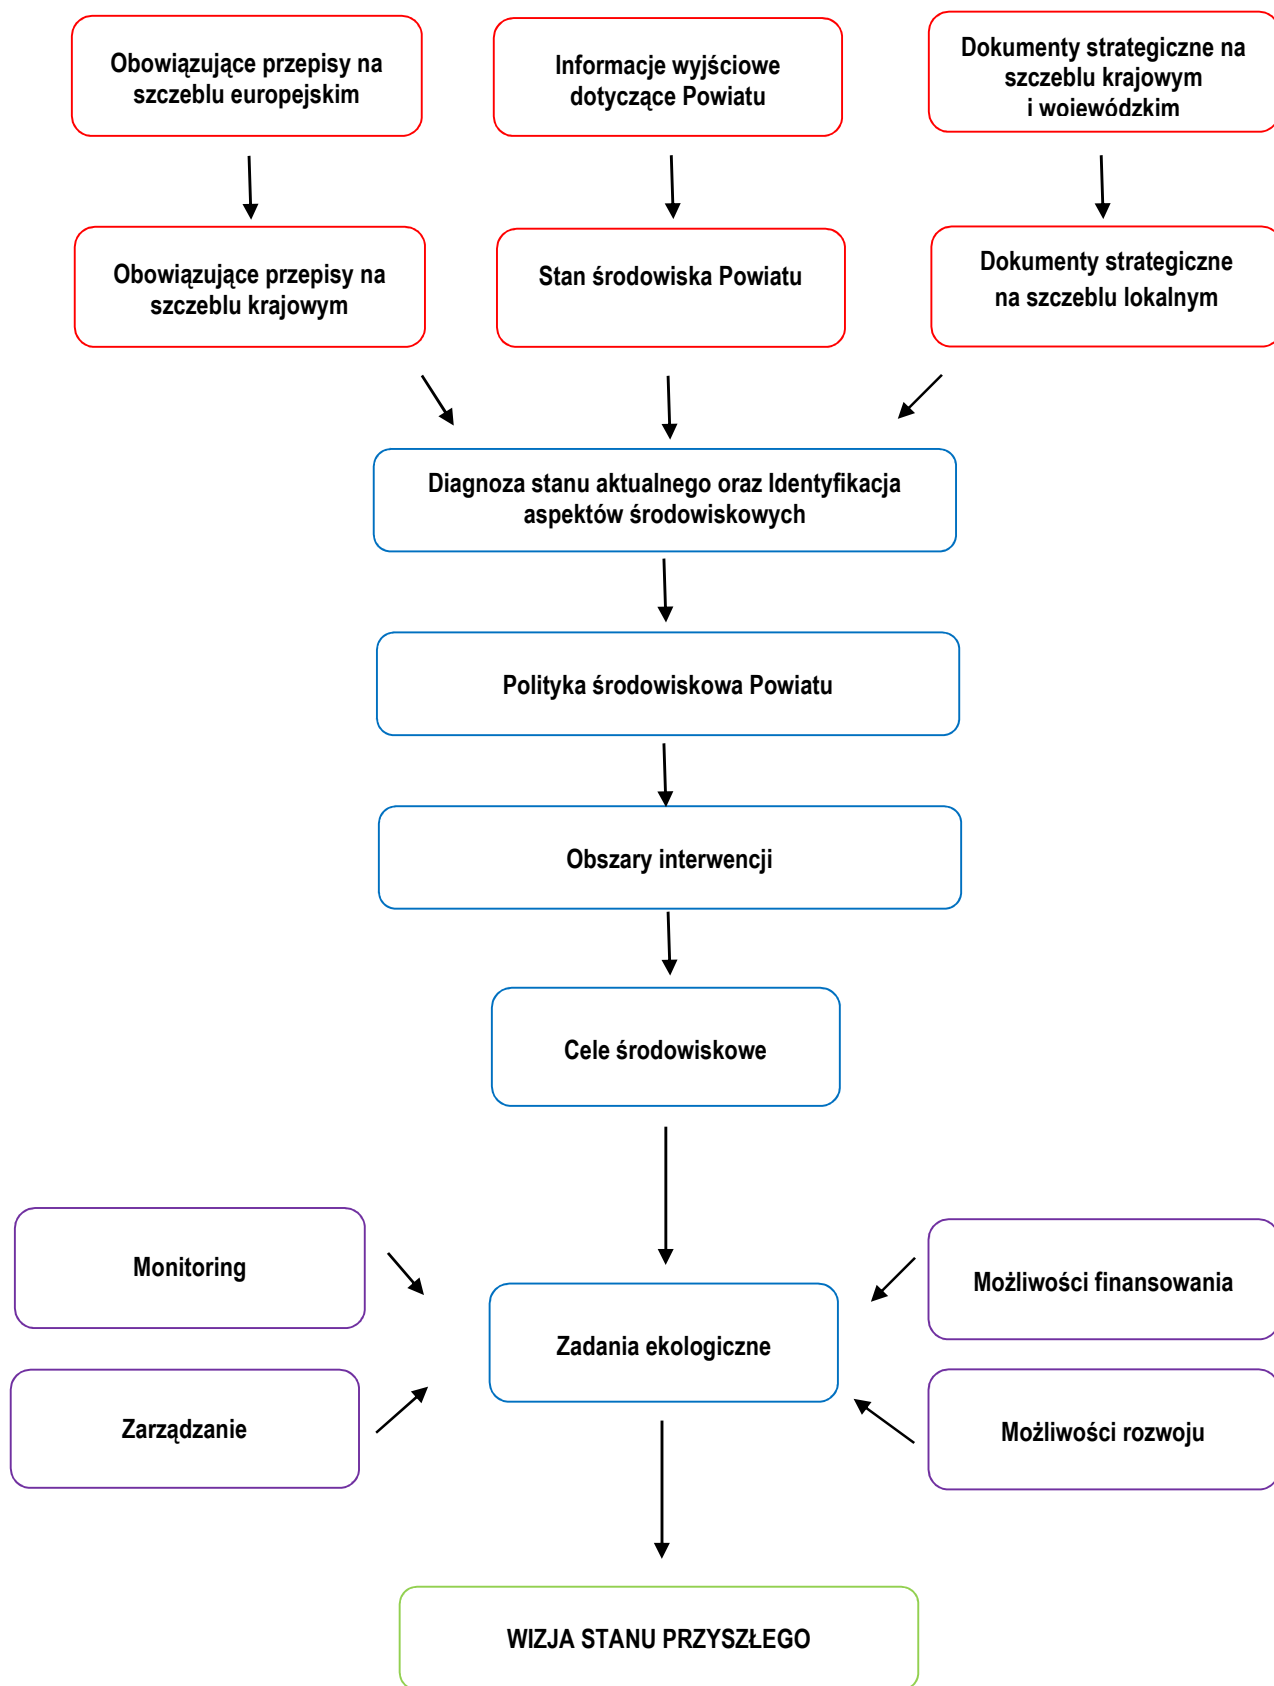 Obowiązujące przepisy na
szczeblu europejskim
Informacje wyjściowe
dotyczące Powiatu
Dokumenty strategiczne na
szczeblu krajowym
i wojewódzkim
Obowiązujące przepisy na
szczeblu krajowym
Stan środowiska Powiatu
Dokumenty strategiczne
na szczeblu lokalnym
Diagnoza stanu aktualnego oraz Identyfikacja
aspektów środowiskowych
Polityka środowiskowa Powiatu
Obszary interwencji
Cele środowiskowe
Monitoring
Możliwości finansowania
Zadania ekologiczne
Zarządzanie
Możliwości rozwoju
WIZJA STANU PRZYSZŁEGO